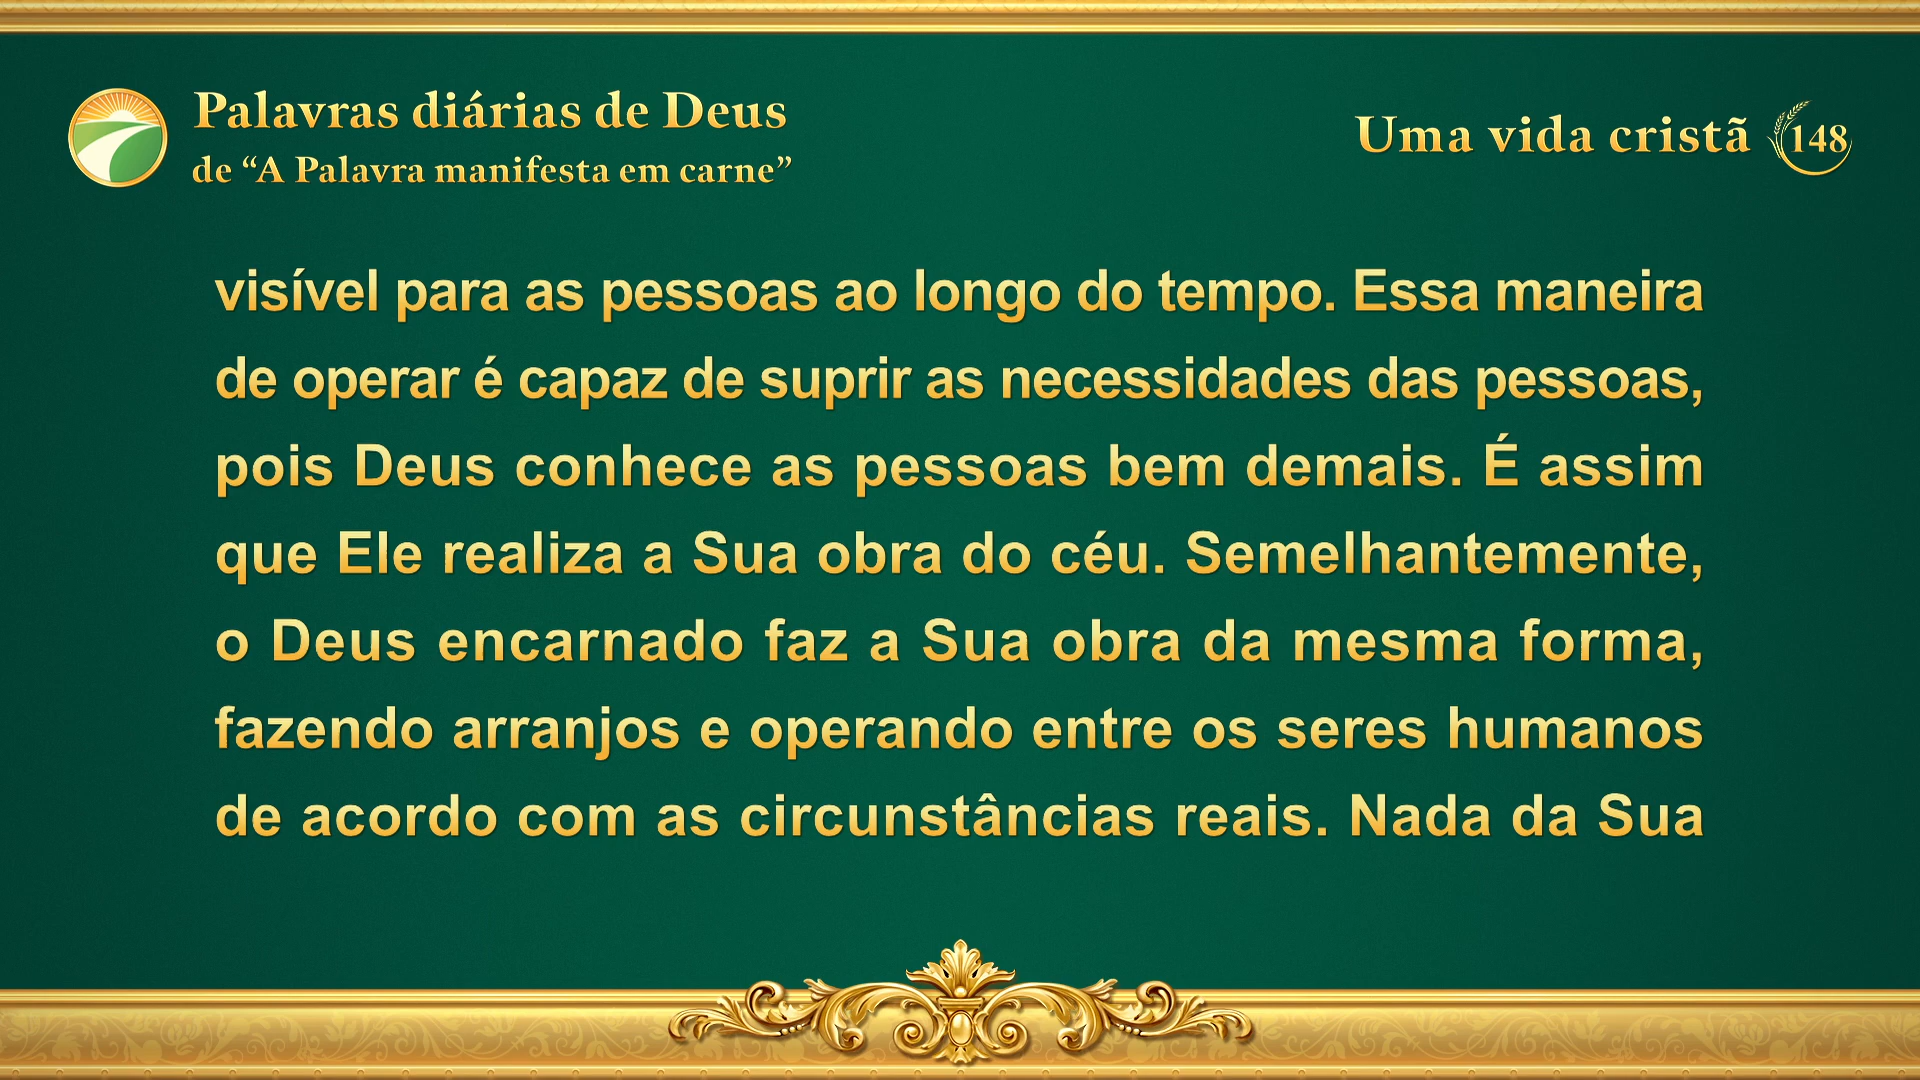 Palavras diárias de Deus
de “A Palavra manifesta em carne”
Uma vida cristã 148
visível para as pessoas ao longo do tempo. Essa maneira
de operar é capaz de suprir as necessidades das pessoas,
pois Deus conhece as pessoas bem demais. É assim
que Ele realiza a Sua obra do céu. Semelhantemente,
o Deus encarnado faz a Sua obra da mesma forma,
fazendo arranjos e operando entre os seres humanos
de acordo com as circunstâncias reais. Nada da Sua